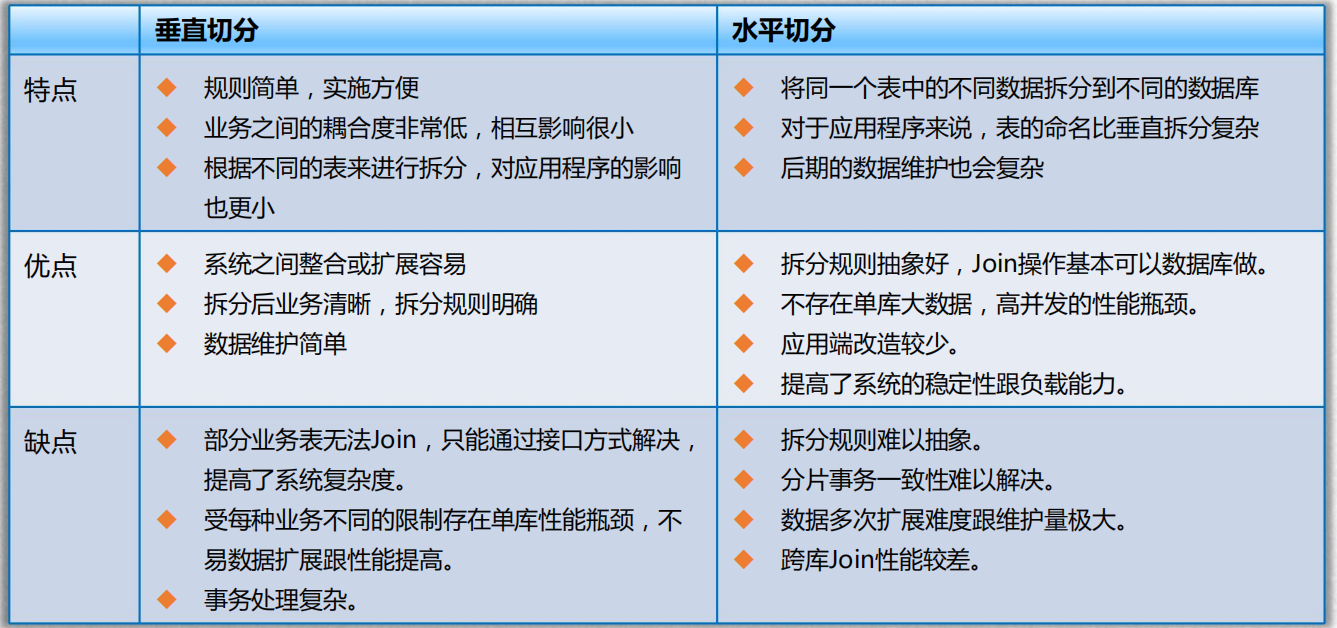 垂直切分
水平切分
特点
规则简单，实施方便
业务之间的耦合度非常低，相互影响很小
根据不同的表来进行拆分，对应用程序的影响
也更小
将同一个表中的不同数据拆分到不同的数据库
对于应用程序来说，表的命名比垂直拆分复杂
后期的数据维护也会复杂
优点
系统之间整合或扩展容易
拆分后业务清晰，拆分规则明确
数据维护简单
拆分规则抽象好，Join操作基本可以数据库做。
不存在单库大数据，高并发的性能瓶颈。
应用端改造较少。
提高了系统的稳定性跟负载能力。
缺点
部分业务表无法Join，只能通过接口方式解决，
提高了系统复杂度。
受每种业务不同的限制存在单库性能瓶颈，不
易数据扩展跟性能提高。
事务处理复杂。
拆分规则难以抽象。
分片事务一致性难以解决。
数据多次扩展难度跟维护量极大。
跨库Join性能较差。